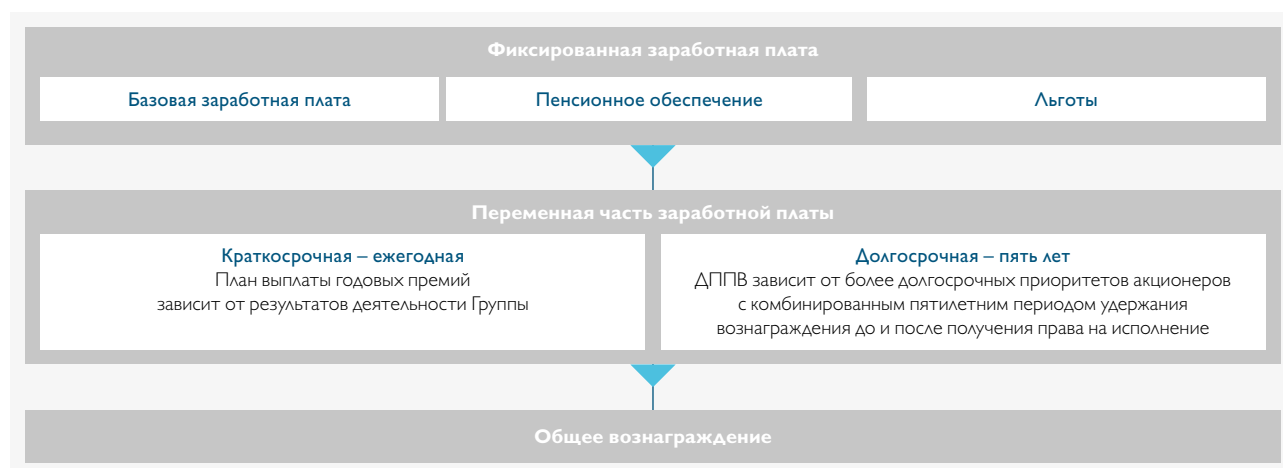 Фиксированная заработная плата
Базовая заработная плата
Пенсионное обеспечение
Льготы
Переменная часть заработной платы
Краткосрочная – ежегодная
План выплаты годовых премий
зависит от результатов деятельности Группы
Долгосрочная – пять лет
ДППВ зависит от более долгосрочных приоритетов акционеров
с комбинированным пятилетним периодом удержания
вознаграждения до и после получения права на исполнение
Общее вознаграждение